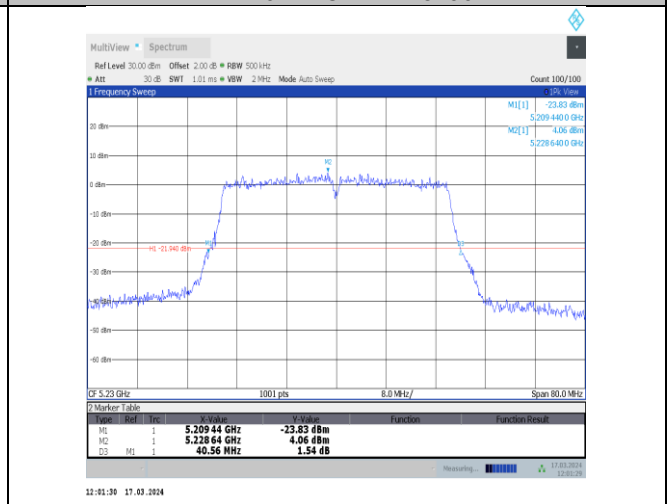 MultiView Spectrum
Ref Level 30.00 dBm Offset 2.00 dB RBW 500 kHz
Att 30 dB SWT 1.01 ms VBW 2 MHz Mode Auto Sweep Count 100/100
1 Frequency Sweep 1Pk View
M1[1] -23.83 dBm
5.209 440 0 GHz
M2[1] 4.06 dBm
5.228 640 0 GHz
20 dBm
M2
10 dBm
0 dBm
-10 dBm
-20 dBm
M1
D3
H1 -21.940 dBm
-30 dBm
-40 dBm
-50 dBm
-60 dBm
CF 5.23 GHz 1001 pts 8.0 MHz/ Span 80.0 MHz
2 Marker Table
Type Ref Trc X-Value Y-Value Function Function Result
M1 1 5.209 44 GHz -23.83 dBm
M2 1 5.228 64 GHz 4.06 dBm
D3 M1 1 40.56 MHz 1.54 dB
Measuring... 17.03.2024
12:01:29
12:01:30 17.03.2024